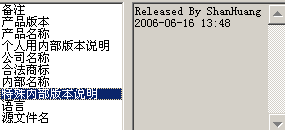 备注
产品版本
产品名称
个人用内部版本说明
公司名称
合法商标
内部名称
特殊内部版本说明
语言
源文件名
Released By ShanHuang
2006-06-16 13:48